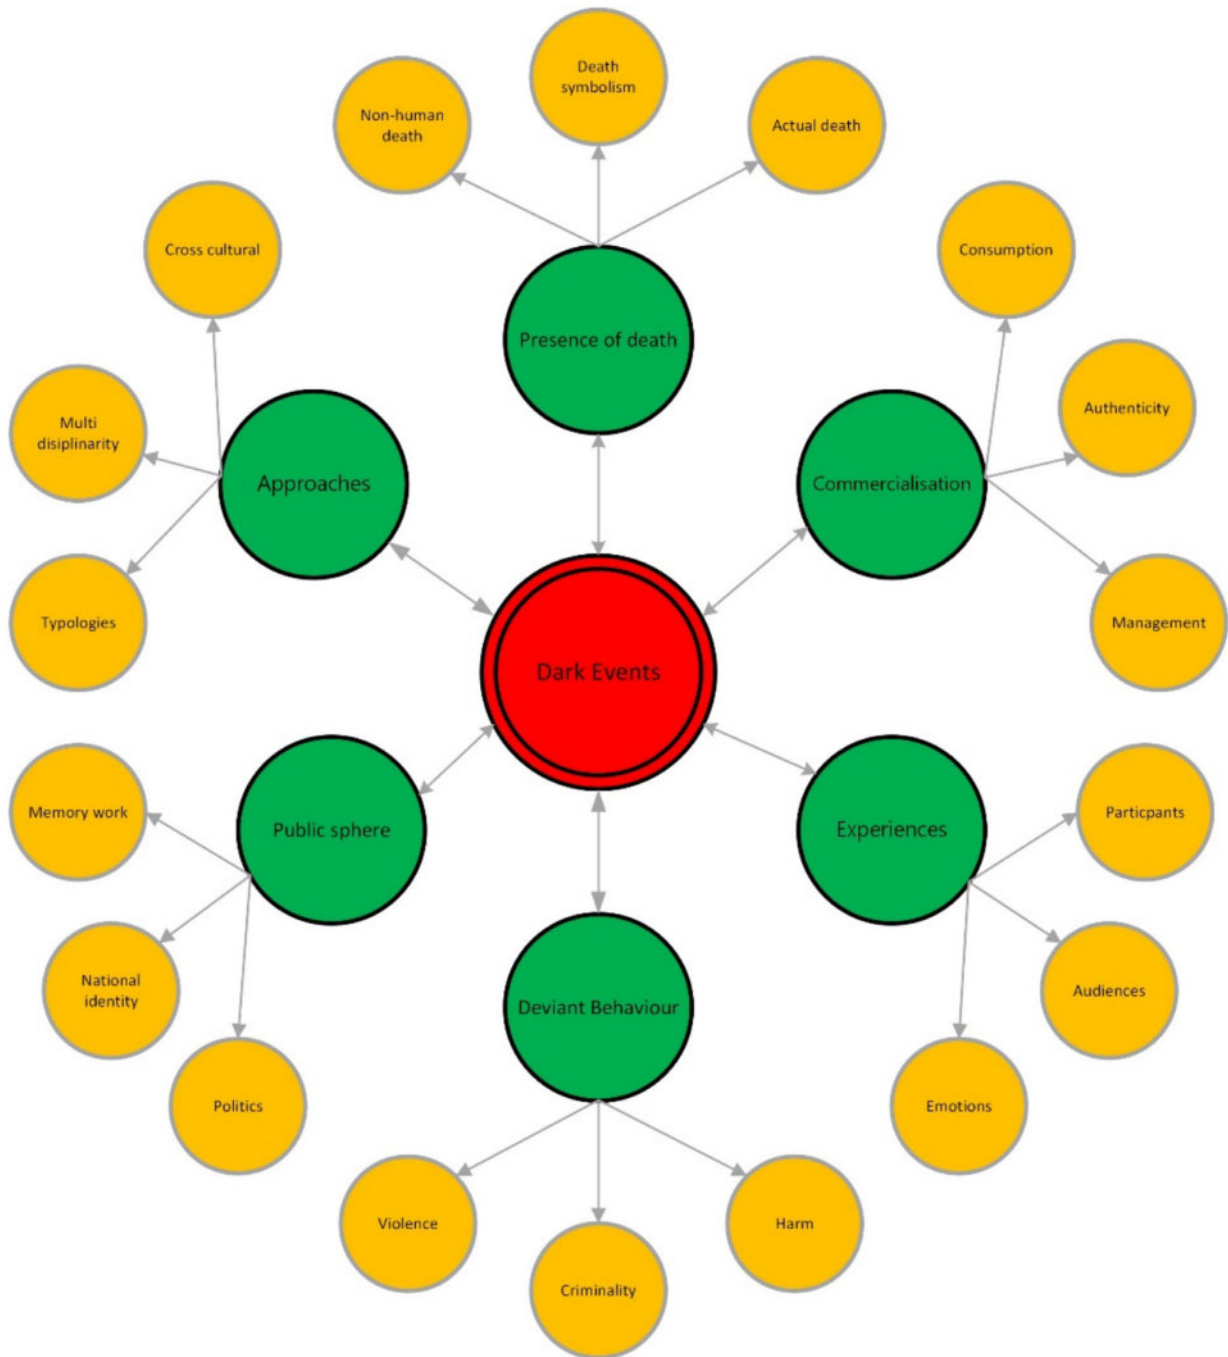 Death
symbolism
Non-human
death
Actual death
Cross cultural
Consumption
Presence of death
Multi
disiplinarity
Authenticity
Approaches
Commercialisation
Typologies
Management
Dark Events
Memory work
Particpants
Public sphere
Experiences
National
identity
Audiences
Deviant Behaviour
Politics
Emotions
Violence
Harm
Criminality